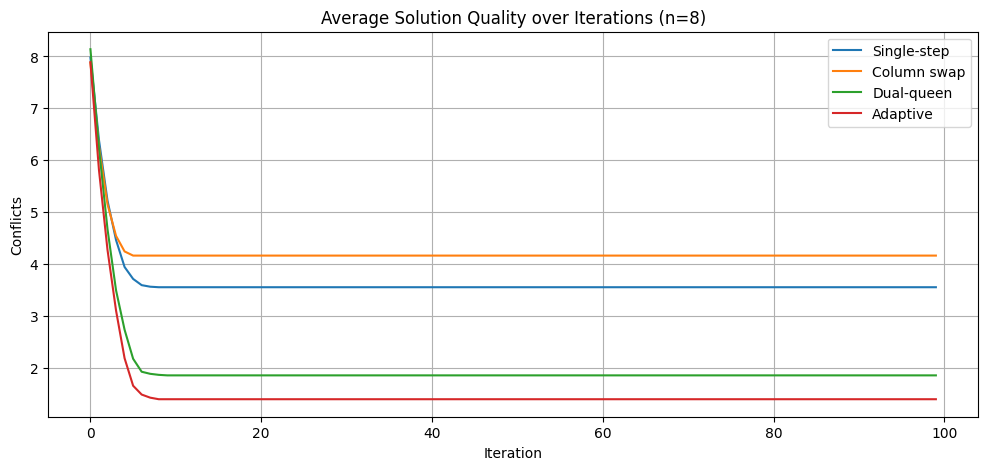 Average Solution Quality over Iterations (n=8)
Single-step
Column swap
Dual-queen
Adaptive
Conflicts
8
7
6
5
4
3
2
0 20 40 60 80 100
Iteration